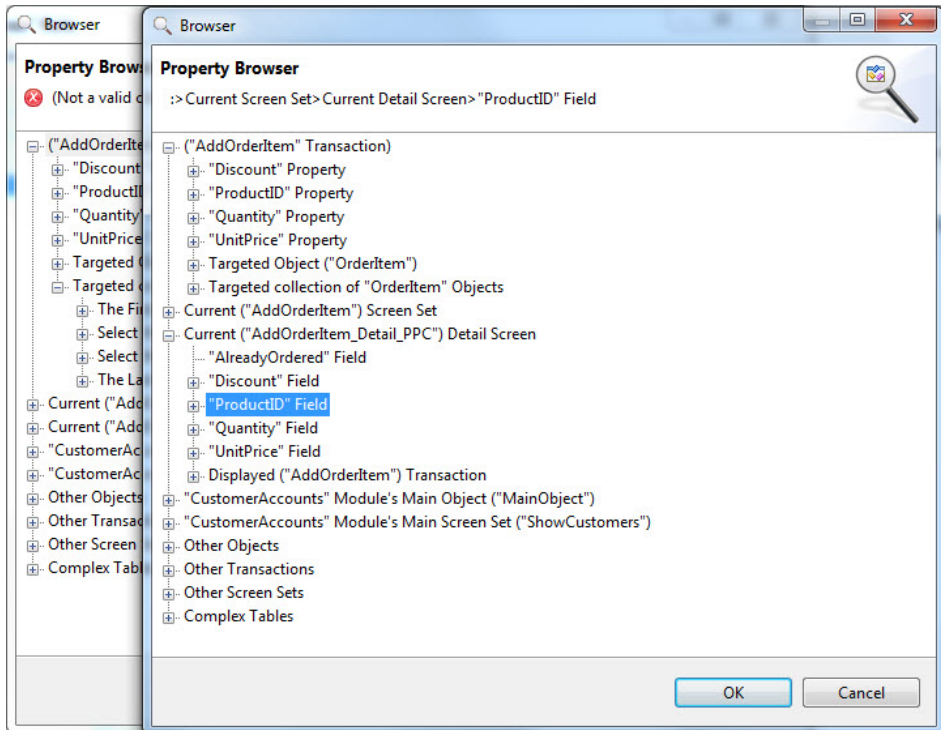 Browser
Property Brow
(Not a valid
("AddOrderIte
"Discount
"ProductI
"Quantity
"UnitPrice
Targeted
Targeted
The Fi
Select
Select
The La
Current ("Add
Current ("Add
"CustomerAc
"CustomerAc
Other Objects
Other Transac
Other Screen
Complex Tabl
Browser
Property Browser
:>Current Screen Set>Current Detail Screen>"ProductID" Field
("AddOrderItem" Transaction)
"Discount" Property
"ProductID" Property
"Quantity" Property
"UnitPrice" Property
Targeted Object ("OrderItem")
Targeted collection of "OrderItem" Objects
Current ("AddOrderItem") Screen Set
Current ("AddOrderItem_Detail_PPC") Detail Screen
"AlreadyOrdered" Field
"Discount" Field
"ProductID" Field
"Quantity" Field
"UnitPrice" Field
Displayed ("AddOrderItem") Transaction
"CustomerAccounts" Module's Main Object ("MainObject")
"CustomerAccounts" Module's Main Screen Set ("ShowCustomers")
Other Objects
Other Transactions
Other Screen Sets
Complex Tables
OK Cancel